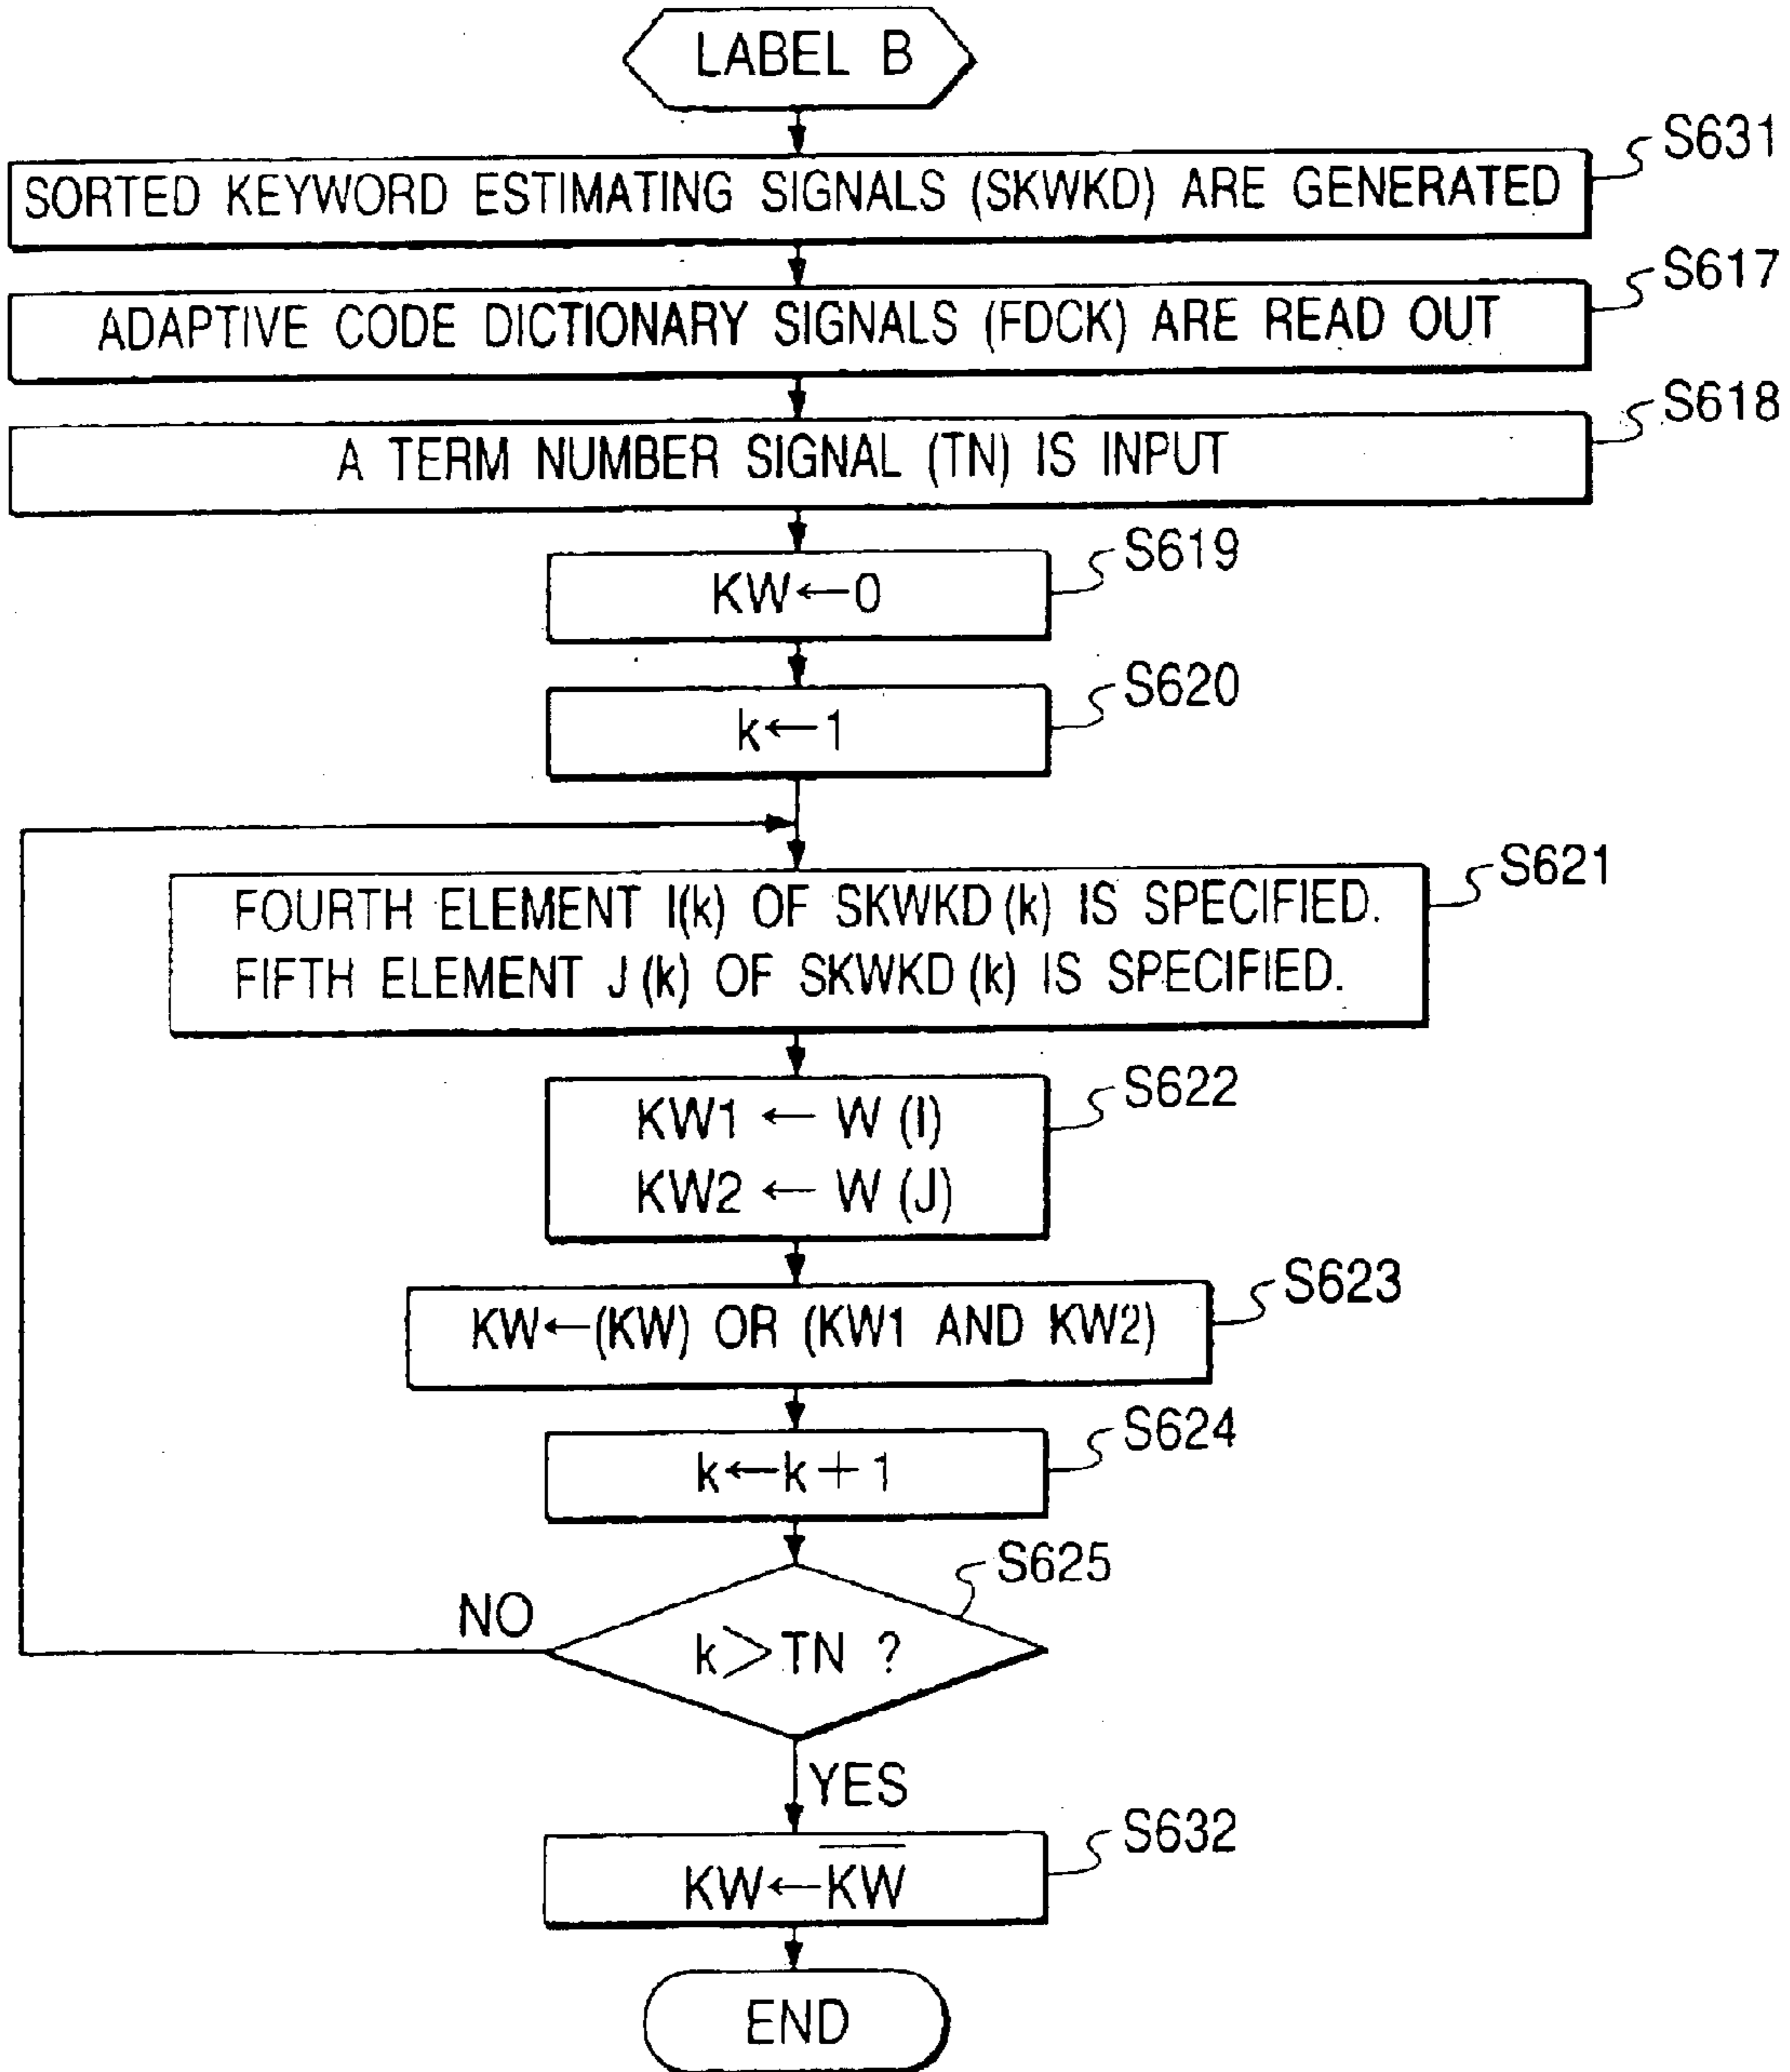 LABEL B
S631
SORTED KEYWORD ESTIMATING SIGNALS (SKWKD) ARE GENERATED
S617
ADAPTIVE CODE DICTIONARY SIGNALS (FDCK) ARE READ OUT
S618
A TERM NUMBER SIGNAL (TN) IS INPUT
S619
KW←0
S620
k←1
S621
FOURTH ELEMENT I(k) OF SKWKD(k) IS SPECIFIED.
FIFTH ELEMENT J(k) OF SKWKD(k) IS SPECIFIED.
S622
KW1 ← W(I)
KW2 ← W(J)
S623
KW←(KW) OR (KW1 AND KW2)
S624
k←k+1
S625
NO
k>TN ?
YES
S632
KW←K̅W̅
END